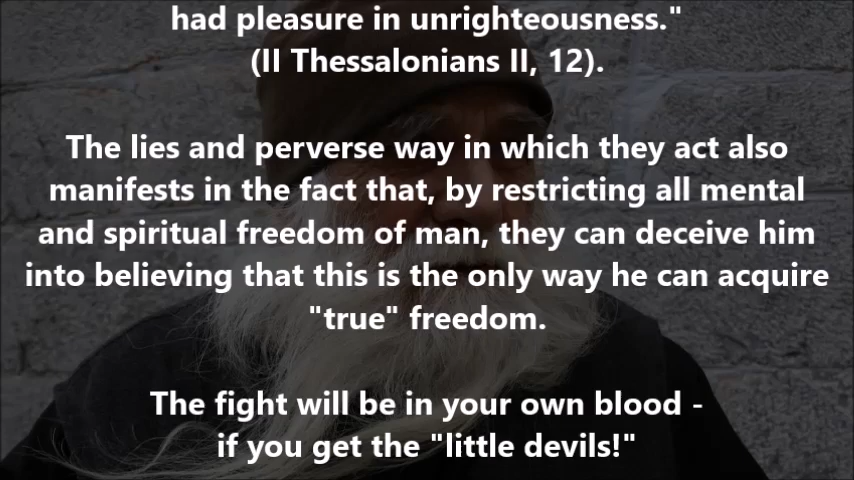 had pleasure in unrighteousness."
(II Thessalonians II, 12).
The lies and perverse way in which they act also
manifests in the fact that, by restricting all mental
and spiritual freedom of man, they can deceive him
into believing that this is the only way he can acquire
"true" freedom.
The fight will be in your own blood -
if you get the "little devils!"